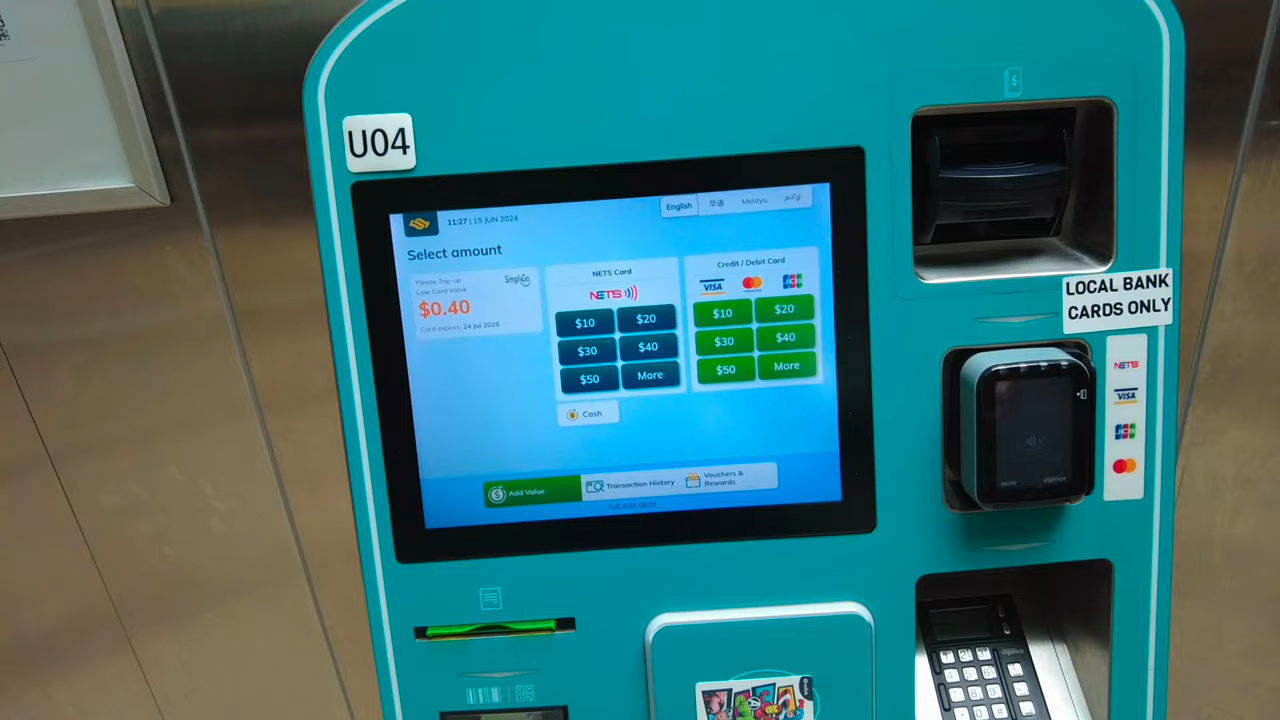 U04
11:27 | 15 JUN 2024
English
华语
Melayu
தமிழ்
Select amount
Please Top-up
Low Card Value
SimplyGo
$0.40
Card expires: 24 Jul 2029
NETS Card
NETS
$10
$20
$30
$40
$50
More
Cash
Credit / Debit Card
VISA
JCB
$10
$20
$30
$40
$50
More
Add Value
Transaction History
Vouchers &
Rewards
LOCAL BANK
CARDS ONLY
NETS
VISA
JCB
ingenico